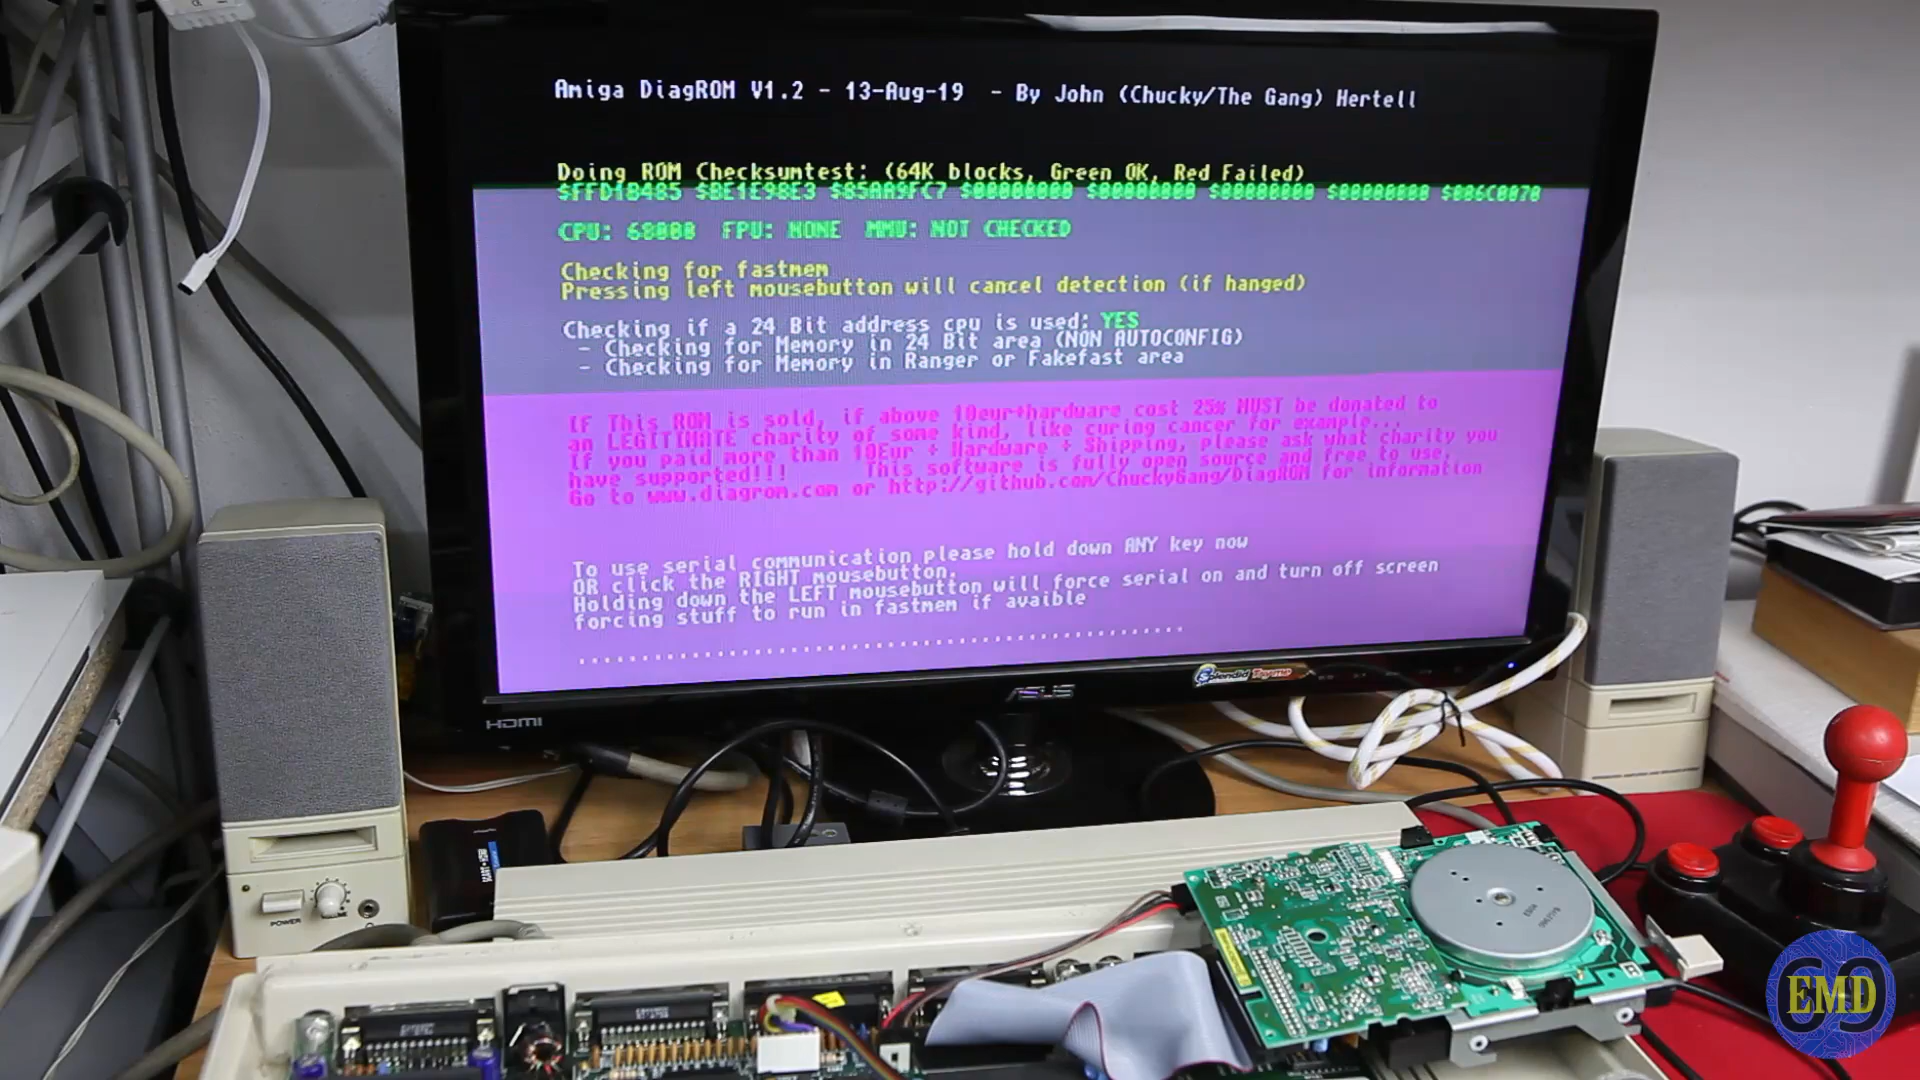 Amiga DiagROM V1.2 - 13-Aug-19 - By John (Chucky/The Gang) Hertell
Doing ROM Checksumtest: (64K blocks, Green OK, Red Failed)
$FFD1B485 $BE1E98E3 $85AA9FC7 $00000000 $00000000 $00000000 $00000000 $006C0070
CPU: 68000 FPU: NONE MMU: NOT CHECKED
Checking for fastmem
Pressing left mousebutton will cancel detection (if hanged)
Checking if a 24 Bit address cpu is used: YES
- Checking for Memory in 24 Bit area (NON AUTOCONFIG)
- Checking for Memory in Ranger or Fakefast area
IF This ROM is sold, if above 10eur+hardware cost 25% MUST be donated to
an LEGITIMATE charity of some kind, like curing cancer for example...
If you paid more than 10Eur + Hardware + Shipping, please ask what charity you
have supported!!! This software is fully open source and free to use.
Go to www.diagrom.com or http://github.com/ChuckyGang/DiagROM for information
To use serial communication please hold down ANY key now
OR click the RIGHT mousebutton.
Holding down the LEFT mousebutton will force serial on and turn off screen
forcing stuff to run in fastmem if avaible
..................................................
HDMI
ASUS
Splendid
POWER
EMD